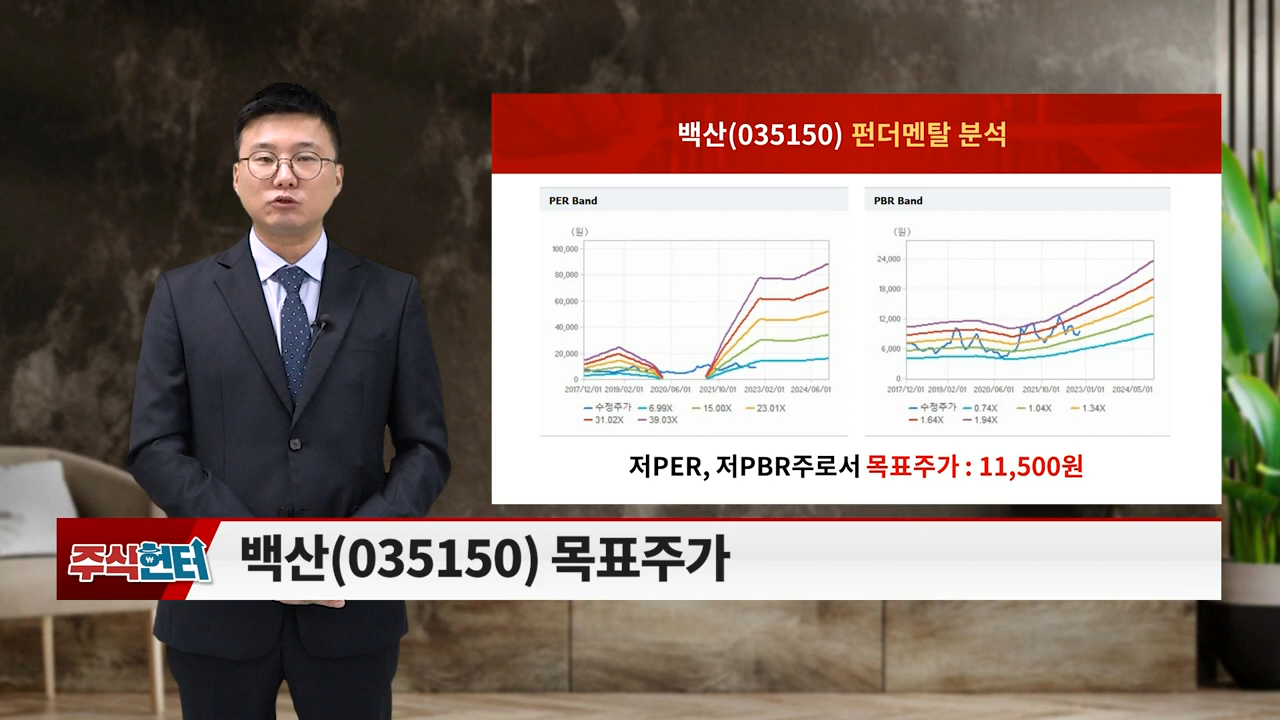 백산(035150) 펀더멘탈 분석
PER Band
(원)
100,000
80,000
60,000
40,000
20,000
0
2017/12/01 2019/02/01 2020/06/01 2021/10/01 2023/02/01 2024/06/01
수정주가 6.99X 15.00X 23.01X
31.02X 39.03X
PBR Band
(원)
24,000
18,000
12,000
6,000
0
2017/12/01 2019/02/01 2020/06/01 2021/10/01 2023/01/01 2024/05/01
수정주가 0.74X 1.04X 1.34X
1.64X 1.94X
저PER, 저PBR주로서 목표주가 : 11,500원
주식헌터 백산(035150) 목표주가